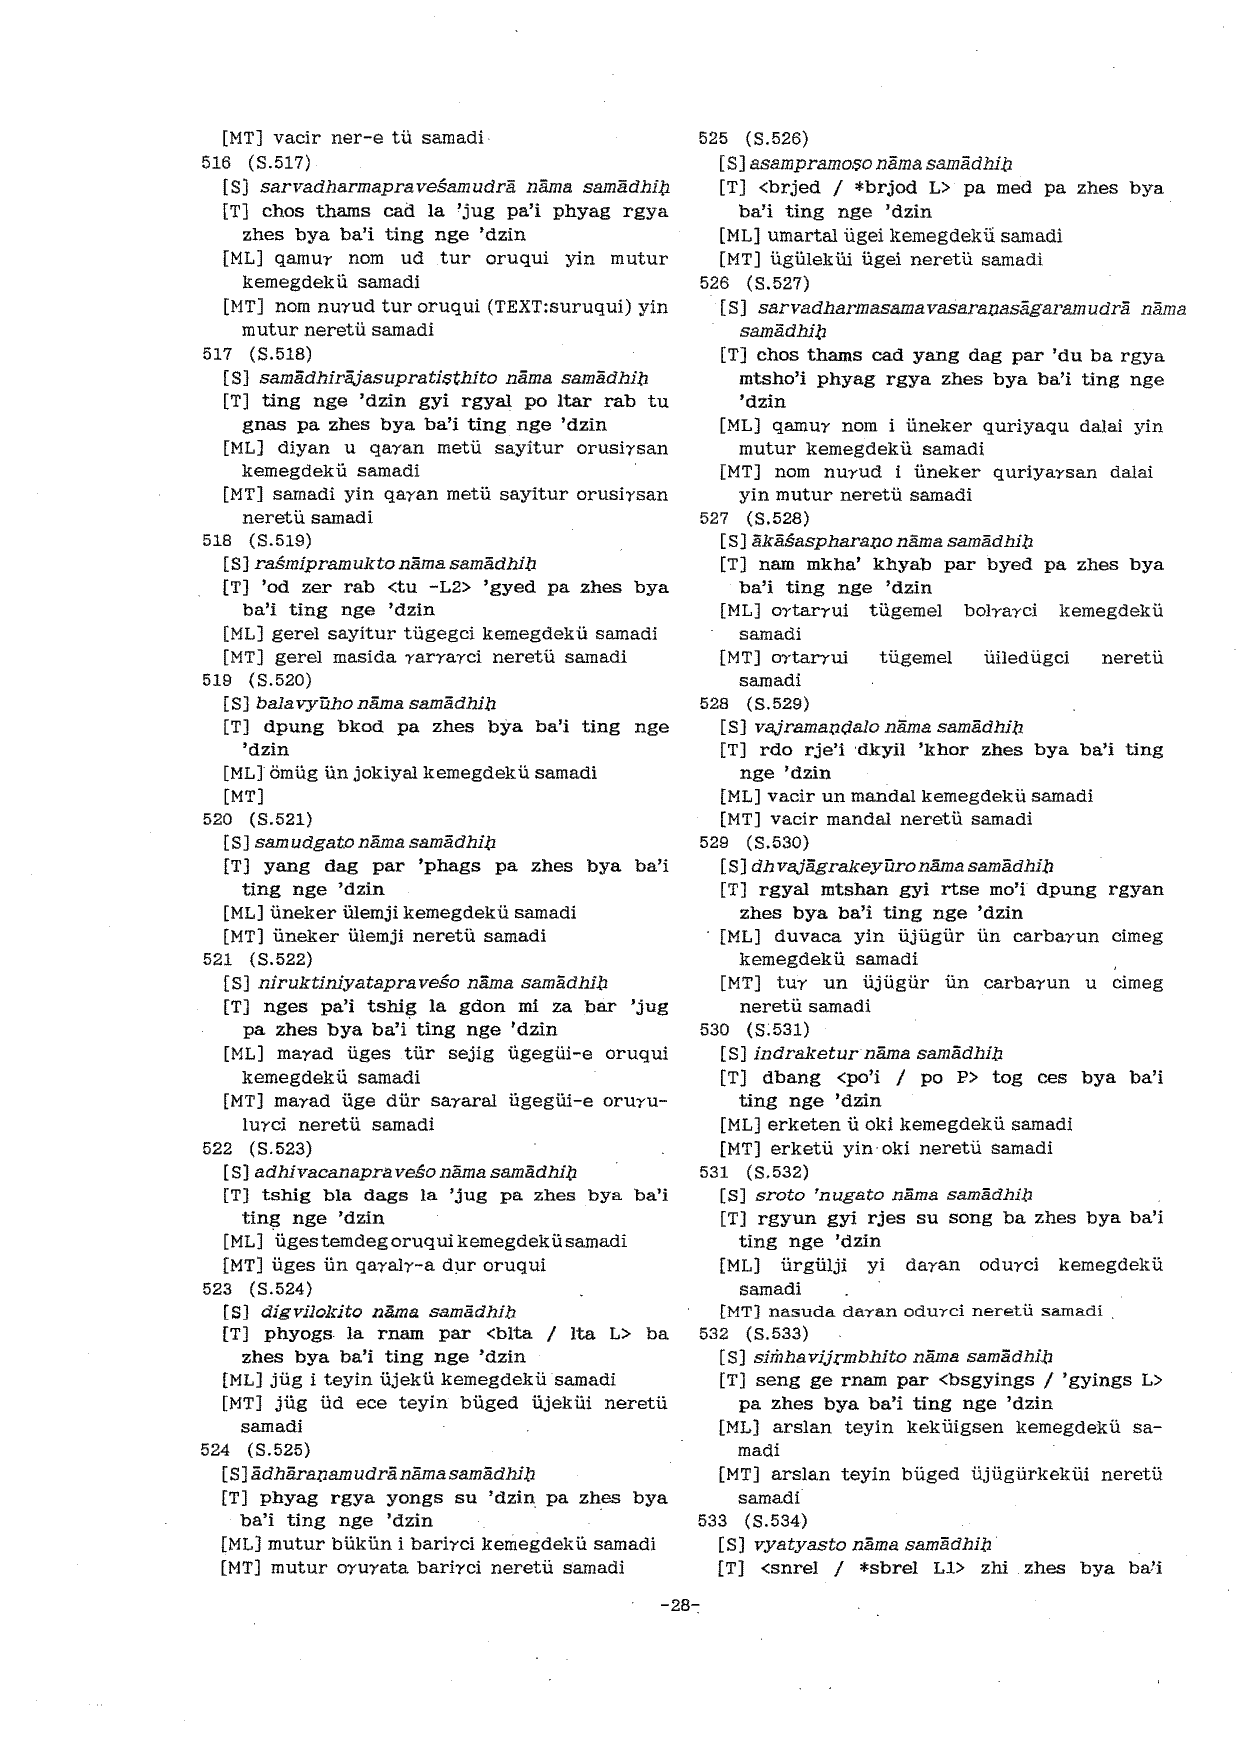 [MT] vacir ner-e tü samadi
516 (S.517)
[S] sarvadharmapraveśamudrā nāma samādhiḥ
[T] chos thams cad la 'jug pa'i phyag rgya
zhes bya ba'i ting nge 'dzin
[ML] qamuγ nom ud tur oruqui yin mutur
kemegdekü samadi
[MT] nom nuγud tur oruqui (TEXT:suruqui) yin
mutur neretü samadi
517 (S.518)
[S] samādhirājasupratiṣṭhito nāma samādhiḥ
[T] ting nge 'dzin gyi rgyal po ltar rab tu
gnas pa zhes bya ba'i ting nge 'dzin
[ML] diyan u qaγan metü sayitur orusiγsan
kemegdekü samadi
[MT] samadi yin qaγan metü sayitur orusiγsan
neretü samadi
518 (S.519)
[S] raśmipramukto nāma samādhiḥ
[T] 'od zer rab <tu -L2> 'gyed pa zhes bya
ba'i ting nge 'dzin
[ML] gerel sayitur tügegci kemegdekü samadi
[MT] gerel masida γarγaγci neretü samadi
519 (S.520)
[S] balavyūho nāma samādhiḥ
[T] dpung bkod pa zhes bya ba'i ting nge
'dzin
[ML] ömüg ün jokiyal kemegdekü samadi
[MT]
520 (S.521)
[S] samudgato nāma samādhiḥ
[T] yang dag par 'phags pa zhes bya ba'i
ting nge 'dzin
[ML] üneker ülemji kemegdekü samadi
[MT] üneker ülemji neretü samadi
521 (S.522)
[S] niruktiniyatapraveśo nāma samādhiḥ
[T] nges pa'i tshig la gdon mi za bar 'jug
pa zhes bya ba'i ting nge 'dzin
[ML] maγad üges tür sejig ügegüi-e oruqui
kemegdekü samadi
[MT] maγad üge dür saγaral ügegüi-e oruγu-
luγci neretü samadi
522 (S.523)
[S] adhivacanapraveśo nāma samādhiḥ
[T] tshig bla dags la 'jug pa zhes bya ba'i
ting nge 'dzin
[ML] üges temdeg oruqui kemegdekü samadi
[MT] üges ün qaγalγ-a dur oruqui
523 (S.524)
[S] digvilokito nāma samādhiḥ
[T] phyogs la rnam par <blta / lta L> ba
zhes bya ba'i ting nge 'dzin
[ML] jüg i teyin üjekü kemegdekü samadi
[MT] jüg üd ece teyin büged üjeküi neretü
samadi
524 (S.525)
[S] ādhāraṇamudrā nāma samādhiḥ
[T] phyag rgya yongs su 'dzin pa zhes bya
ba'i ting nge 'dzin
[ML] mutur bükün i bariγci kemegdekü samadi
[MT] mutur oγuγata bariγci neretü samadi
525 (S.526)
[S] asampramoṣo nāma samādhiḥ
[T] <brjed / *brjod L> pa med pa zhes bya
ba'i ting nge 'dzin
[ML] umartal ügei kemegdekü samadi
[MT] ügüleküi ügei neretü samadi
526 (S.527)
[S] sarvadharmasamavasaraṇasāgaramudrā nāma
samādhiḥ
[T] chos thams cad yang dag par 'du ba rgya
mtsho'i phyag rgya zhes bya ba'i ting nge
'dzin
[ML] qamuγ nom i üneker quriyaqu dalai yin
mutur kemegdekü samadi
[MT] nom nuγud i üneker quriyaγsan dalai
yin mutur neretü samadi
527 (S.528)
[S] ākāśaspharaṇo nāma samādhiḥ
[T] nam mkha' khyab par byed pa zhes bya
ba'i ting nge 'dzin
[ML] oγtarγui tügemel bolγaγci kemegdekü
samadi
[MT] oγtarγui tügemel üiledügci neretü
samadi
528 (S.529)
[S] vajramaṇḍalo nāma samādhiḥ
[T] rdo rje'i dkyil 'khor zhes bya ba'i ting
nge 'dzin
[ML] vacir un mandal kemegdekü samadi
[MT] vacir mandal neretü samadi
529 (S.530)
[S] dhvajāgrakeyūro nāma samādhiḥ
[T] rgyal mtshan gyi rtse mo'i dpung rgyan
zhes bya ba'i ting nge 'dzin
[ML] duvaca yin üjügür ün carbaγun cimeg
kemegdekü samadi
[MT] tuγ un üjügür ün carbaγun u cimeg
neretü samadi
530 (S.531)
[S] indraketur nāma samādhiḥ
[T] dbang <po'i / po P> tog ces bya ba'i
ting nge 'dzin
[ML] erketen ü oki kemegdekü samadi
[MT] erketü yin oki neretü samadi
531 (S.532)
[S] sroto 'nugato nāma samādhiḥ
[T] rgyun gyi rjes su song ba zhes bya ba'i
ting nge 'dzin
[ML] ürgülji yi daγan oduγci kemegdekü
samadi
[MT] nasuda daγan oduγci neretü samadi
532 (S.533)
[S] siṁhavijṛmbhito nāma samādhiḥ
[T] seng ge rnam par <bsgyings / 'gyings L>
pa zhes bya ba'i ting nge 'dzin
[ML] arslan teyin keküigsen kemegdekü sa-
madi
[MT] arslan teyin büged üjügürkeküi neretü
samadi
533 (S.534)
[S] vyatyasto nāma samādhiḥ
[T] <snrel / *sbrel L1> zhi zhes bya ba'i
-28-